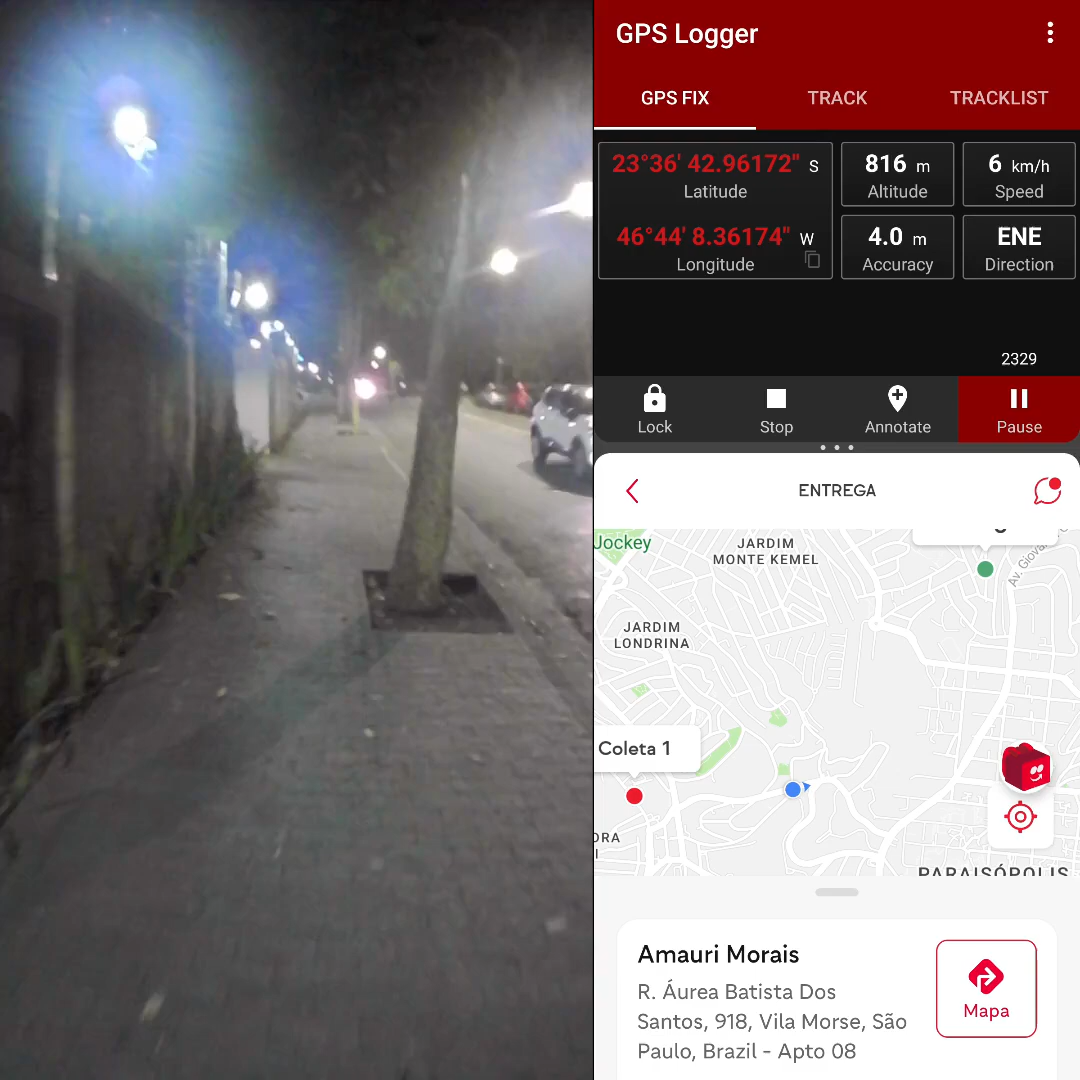 GPS Logger
GPS FIX
TRACK
TRACKLIST
23°36' 42.96172" S
Latitude
46°44' 8.36174" W
Longitude
816 m
Altitude
6 km/h
Speed
4.0 m
Accuracy
ENE
Direction
2329
Lock
Stop
Annotate
Pause
ENTREGA
Jockey
JARDIM
MONTE KEMEL
JARDIM
LONDRINA
Coleta 1
PARAISÓPOLIS
Amauri Morais
R. Áurea Batista Dos
Santos, 918, Vila Morse, São
Paulo, Brazil - Apto 08
Mapa